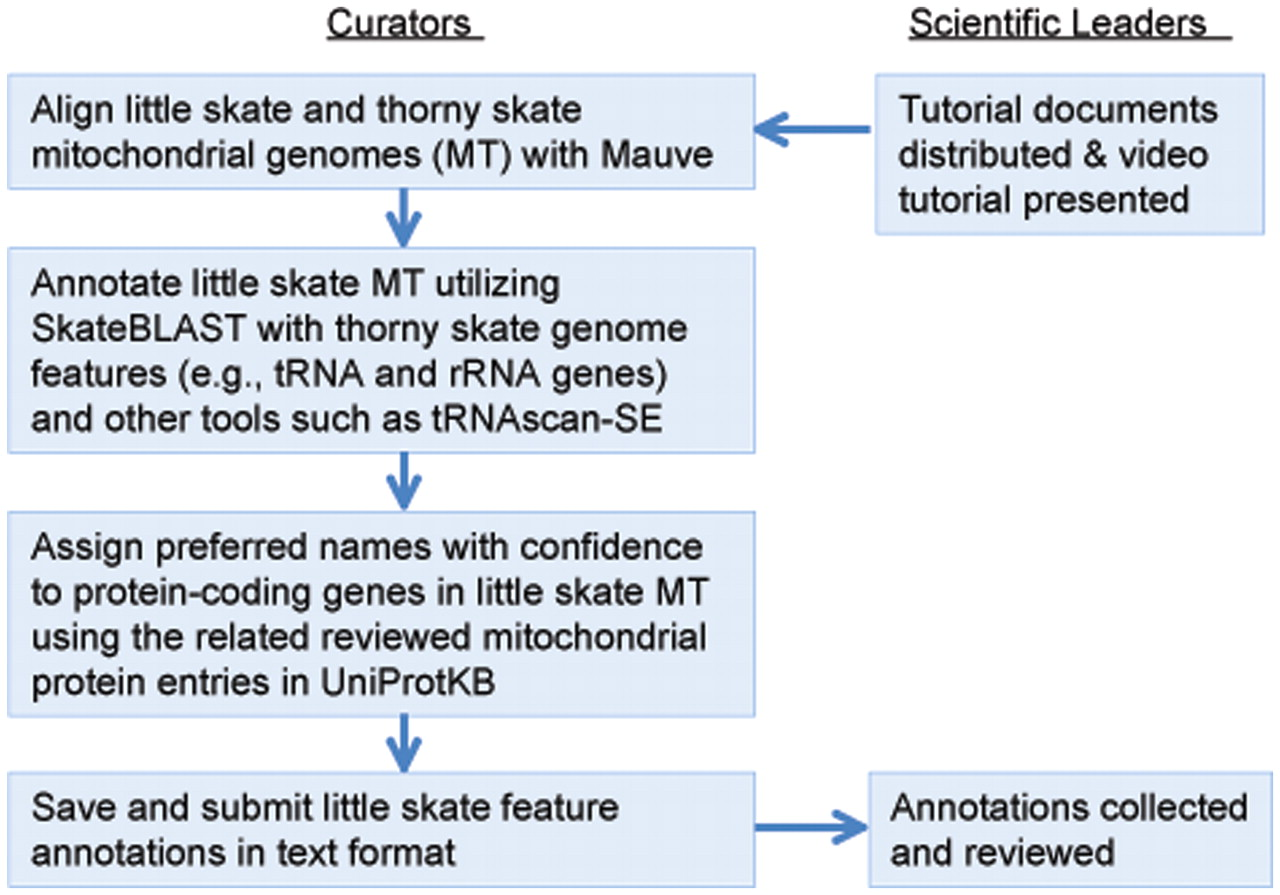 Curators
Scientific Leaders
Align little skate and thorny skate
mitochondrial genomes (MT) with Mauve
Tutorial documents
distributed & video
tutorial presented
Annotate little skate MT utilizing
SkateBLAST with thorny skate genome
features (e.g., tRNA and rRNA genes)
and other tools such as tRNAscan-SE
Assign preferred names with confidence
to protein-coding genes in little skate MT
using the related reviewed mitochondrial
protein entries in UniProtKB
Save and submit little skate feature
annotations in text format
Annotations collected
and reviewed